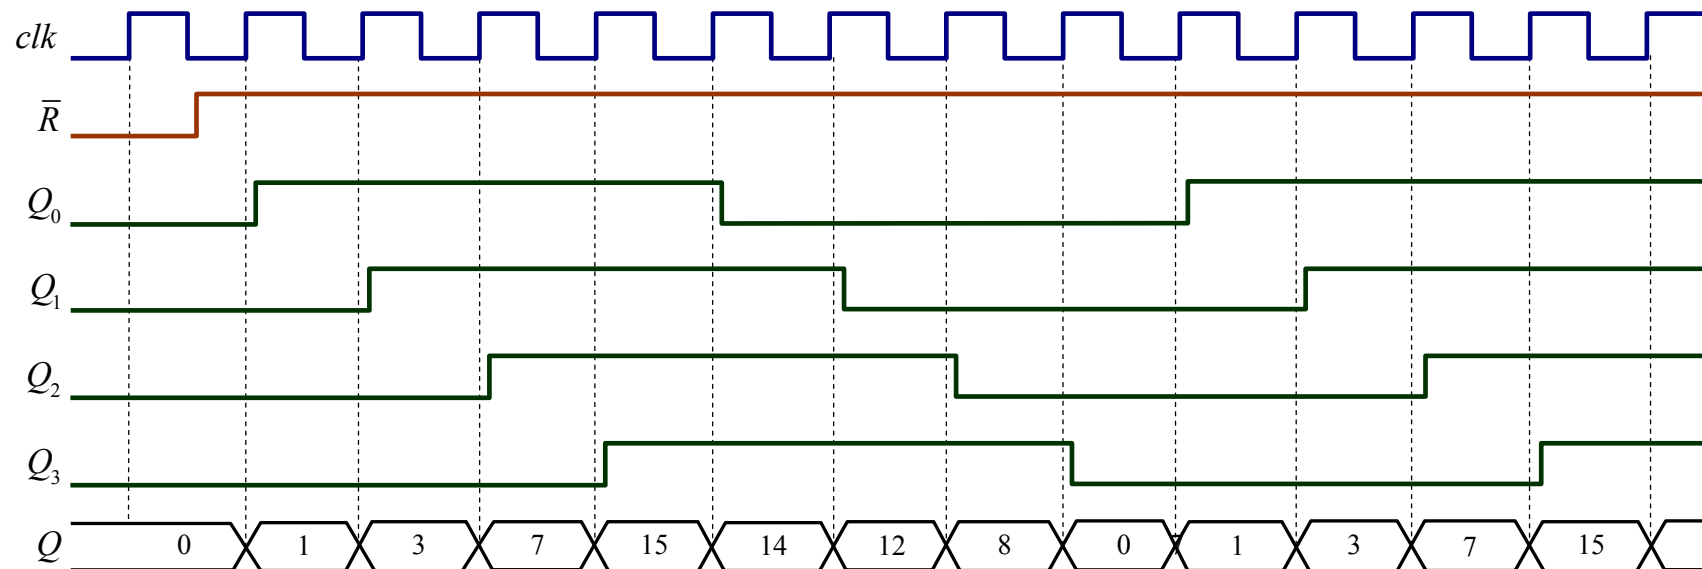 clk
R̅
Q₀
Q₁
Q₂
Q₃
Q 0 1 3 7 15 14 12 8 0 1 3 7 15